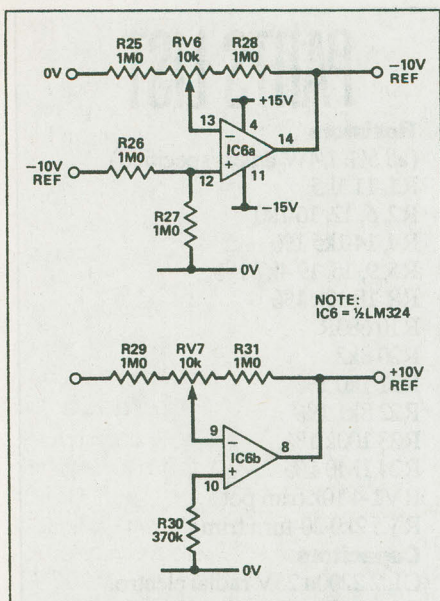 PARTS LIST
R25
1M0
RV6
10k
R28
1M0
0V
−10V
REF
+15V
13
4
14
−
IC6a
+
−10V
REF
R26
1M0
12
11
R27
1M0
−15V
0V
NOTE:
IC6 = ½LM324
R29
1M0
RV7
10k
R31
1M0
+10V
REF
9
−
8
IC6b
10
+
R30
370k
0V